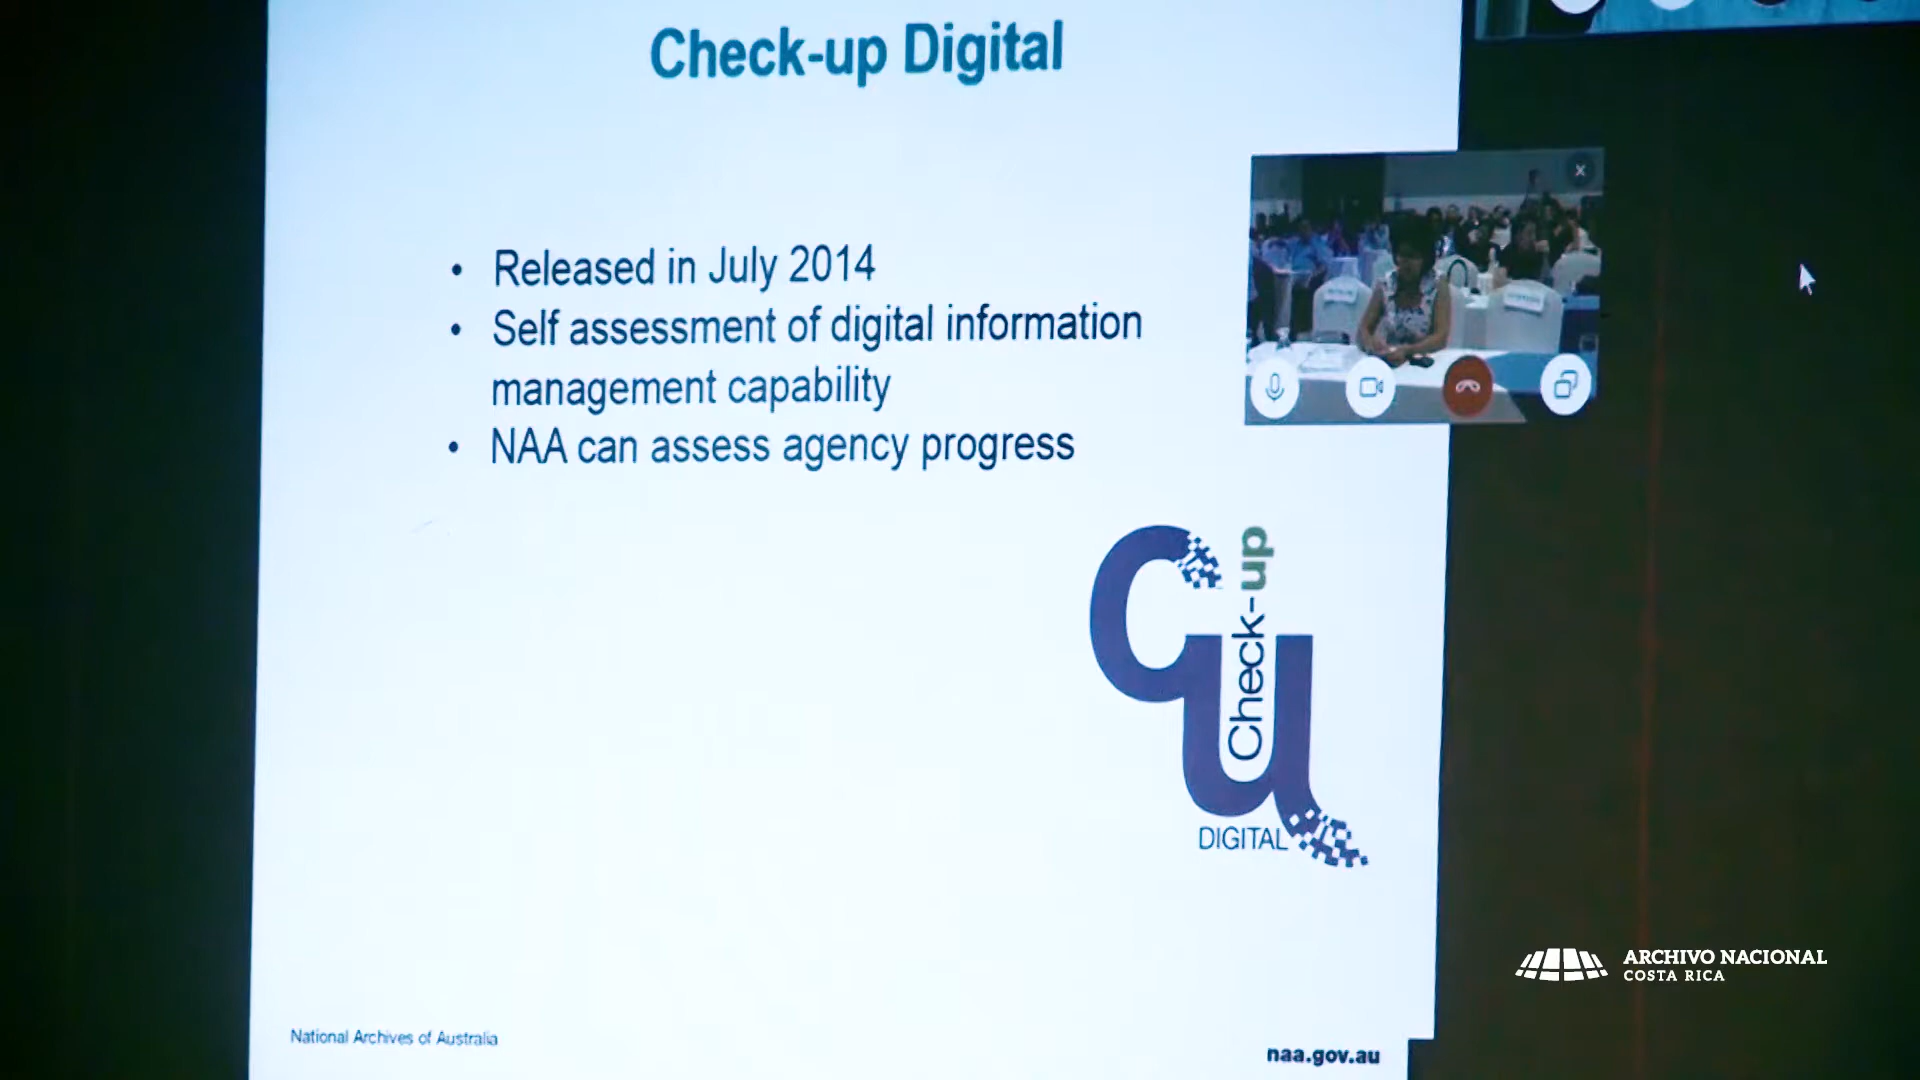 Check-up Digital
• Released in July 2014
• Self assessment of digital information
management capability
• NAA can assess agency progress
cu
Check-up
DIGITAL
National Archives of Australia
naa.gov.au
ARCHIVO NACIONAL
COSTA RICA